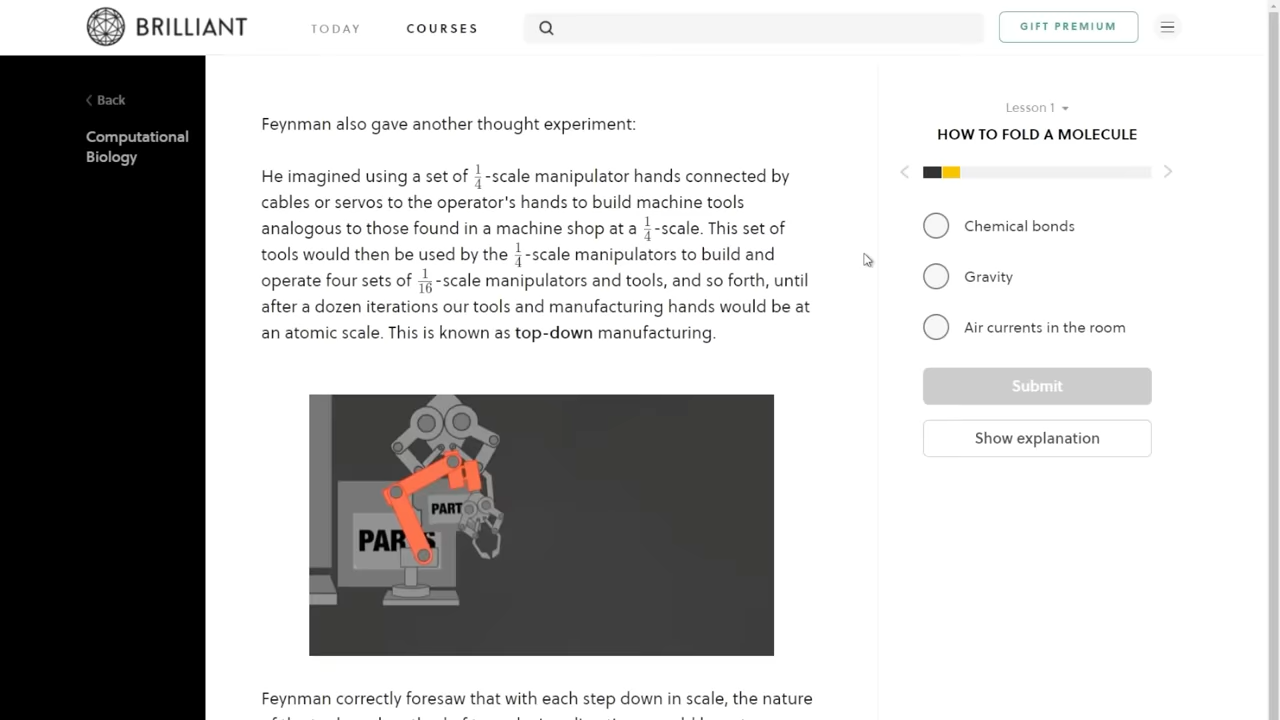 BRILLIANT
TODAY
COURSES
GIFT PREMIUM
Back
Computational
Biology
Feynman also gave another thought experiment:
He imagined using a set of 1/4-scale manipulator hands connected by
cables or servos to the operator's hands to build machine tools
analogous to those found in a machine shop at a 1/4-scale. This set of
tools would then be used by the 1/4-scale manipulators to build and
operate four sets of 1/16-scale manipulators and tools, and so forth, until
after a dozen iterations our tools and manufacturing hands would be at
an atomic scale. This is known as top-down manufacturing.
PART
PARTS
Feynman correctly foresaw that with each step down in scale, the nature
Lesson 1
HOW TO FOLD A MOLECULE
Chemical bonds
Gravity
Air currents in the room
Submit
Show explanation